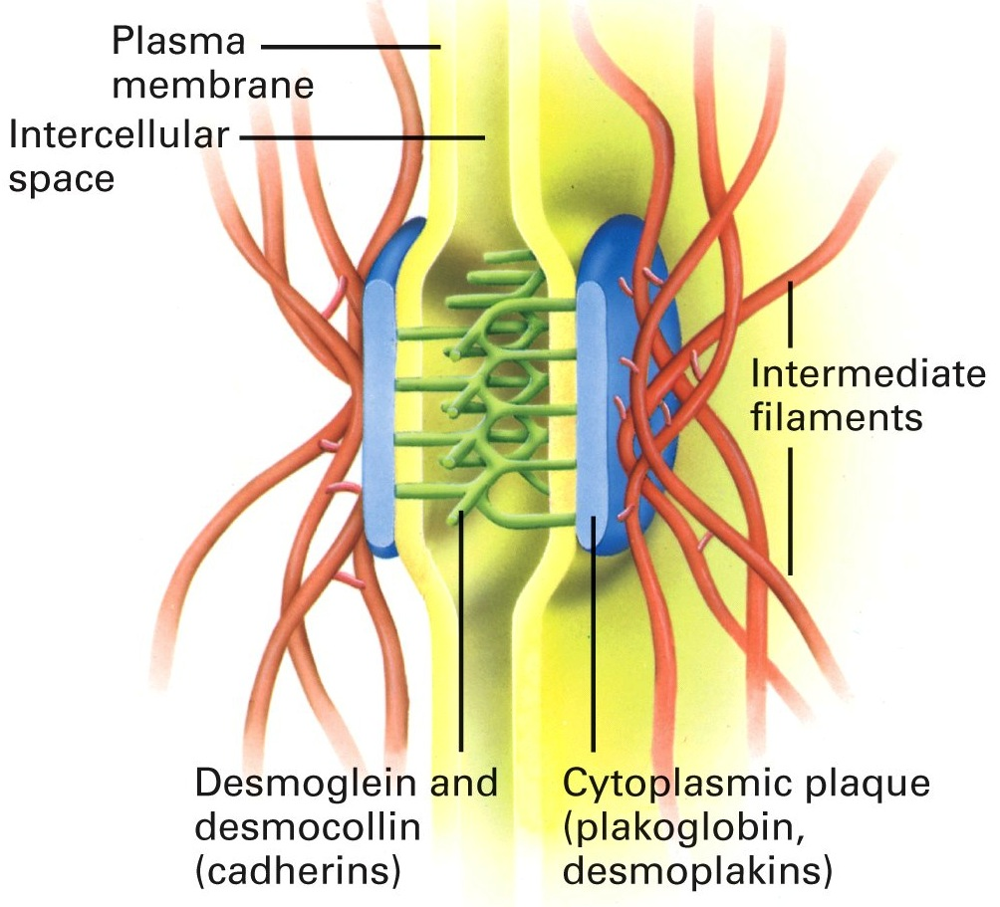 Plasma
membrane
Intercellular
space
Intermediate
filaments
Desmoglein and
desmocollin
(cadherins)
Cytoplasmic plaque
(plakoglobin,
desmoplakins)